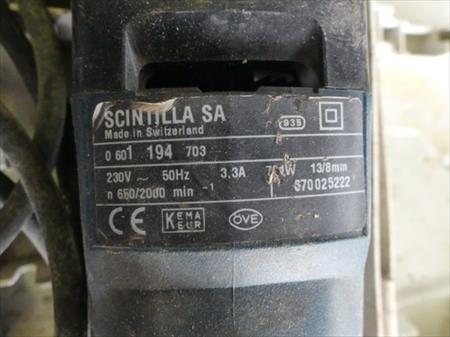 SCINTILLA SA
Made in Switzerland
935
0 601 194 703
230V ~ 50Hz 3.3A 13/8mm
n 650/2000 min -1 670025222
CE KEMA KEUR ÖVE